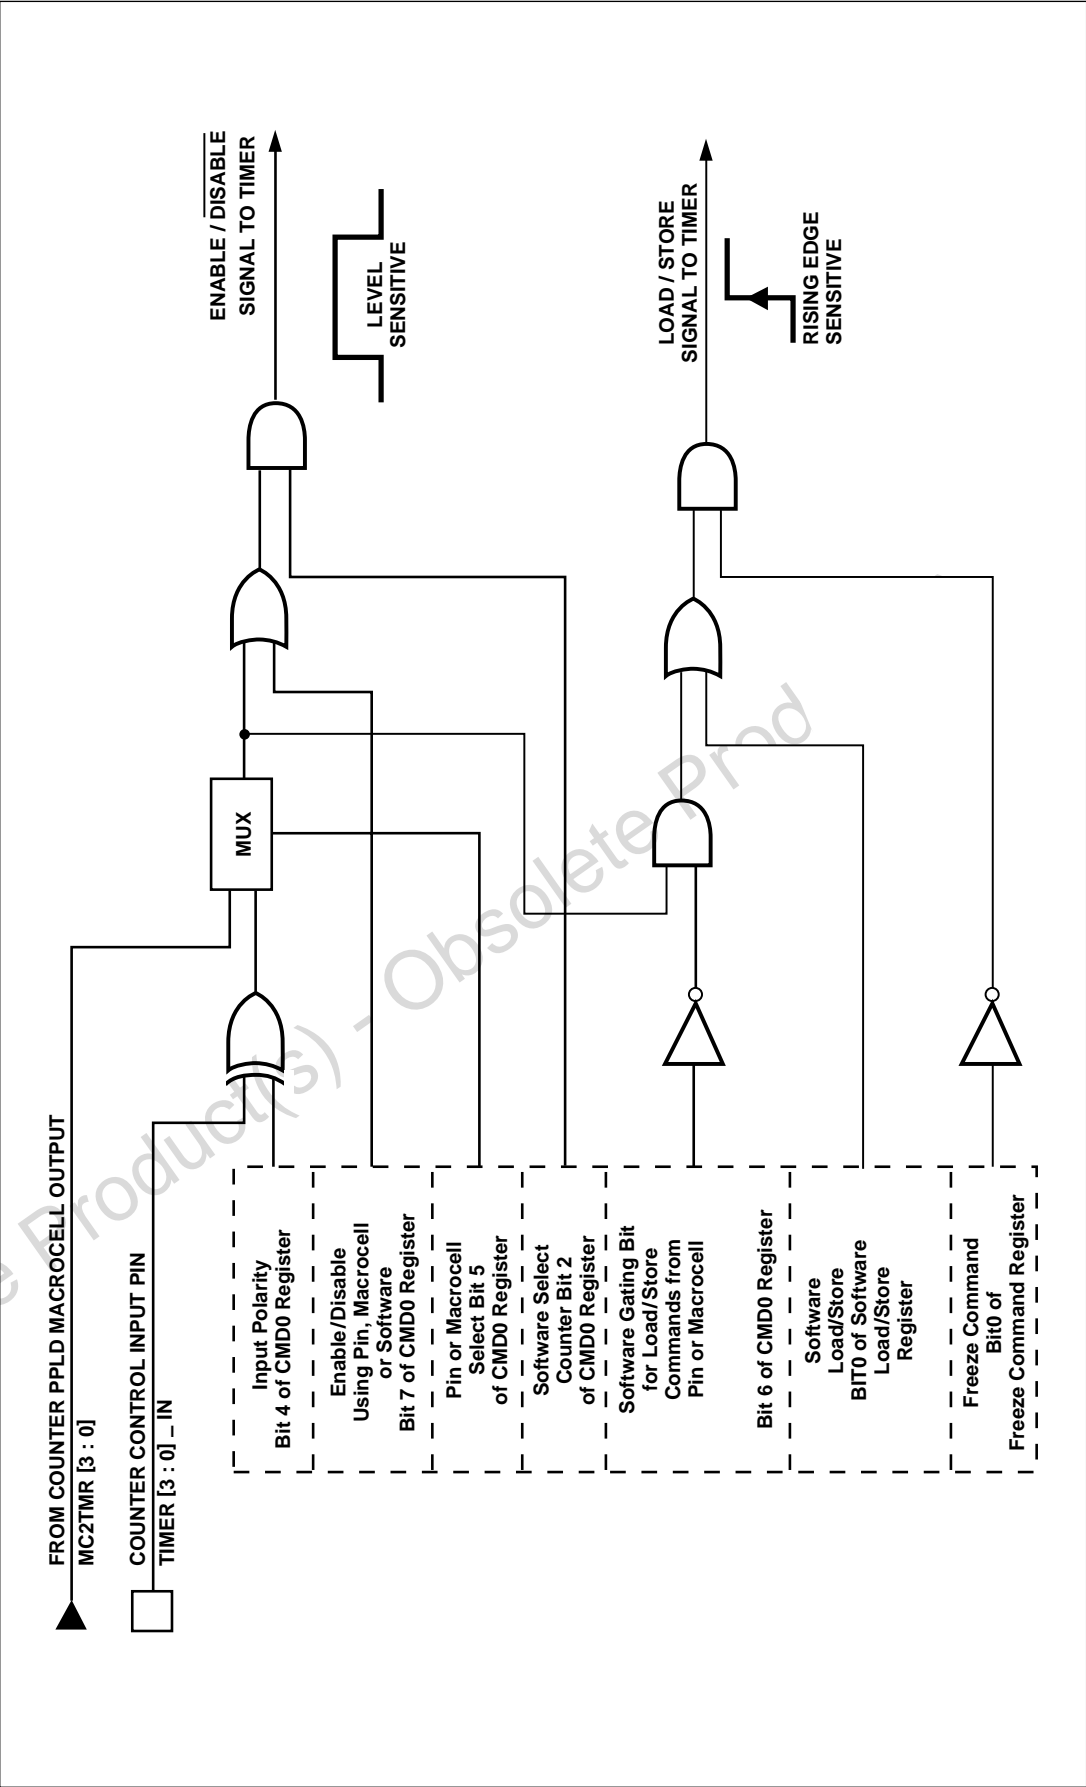 FROM COUNTER PPLD MACROCELL OUTPUT
MC2TMR [3 : 0]
COUNTER CONTROL INPUT PIN
TIMER [3 : 0] _ IN
Input Polarity
Bit 4 of CMD0 Register
Enable/Disable
Using Pin, Macrocell
or Software
Bit 7 of CMD0 Register
Pin or Macrocell
Select Bit 5
of CMD0 Register
Software Select
Counter Bit 2
of CMD0 Register
Software Gating Bit
for Load/Store
Commands from
Pin or Macrocell
Bit 6 of CMD0 Register
Software
Load/Store
BIT0 of Software
Load/Store
Register
Freeze Command
Bit0 of
Freeze Command Register
MUX
ENABLE / DISABLE
SIGNAL TO TIMER
LEVEL
SENSITIVE
LOAD / STORE
SIGNAL TO TIMER
RISING EDGE
SENSITIVE
e Product(s) - Obsolete Prod